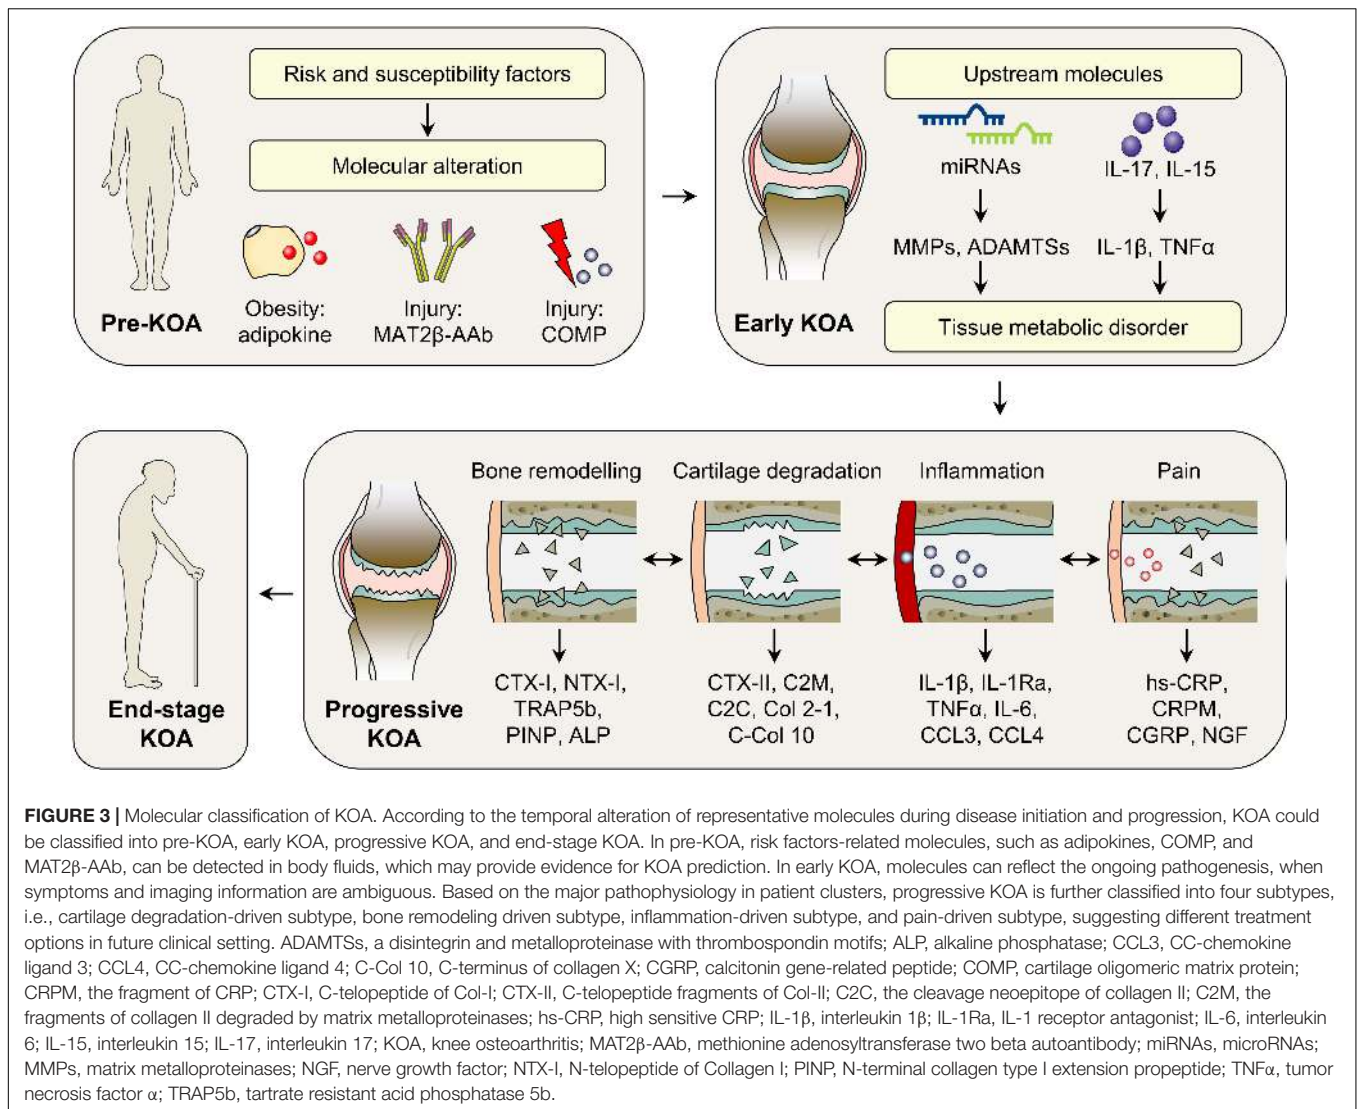 Risk and susceptibility factors
Molecular alteration
Obesity:
adipokine
Injury:
MAT2β-AAb
Injury:
COMP
Pre-KOA
Upstream molecules
miRNAs
IL-17, IL-15
MMPs, ADAMTSs
IL-1β, TNFα
Tissue metabolic disorder
Early KOA
End-stage
KOA
Progressive
KOA
Bone remodelling
CTX-I, NTX-I,
TRAP5b,
PINP, ALP
Cartilage degradation
CTX-II, C2M,
C2C, Col 2-1,
C-Col 10
Inflammation
IL-1β, IL-1Ra,
TNFα, IL-6,
CCL3, CCL4
Pain
hs-CRP,
CRPM,
CGRP, NGF
FIGURE 3 | Molecular classification of KOA. According to the temporal alteration of representative molecules during disease initiation and progression, KOA could
be classified into pre-KOA, early KOA, progressive KOA, and end-stage KOA. In pre-KOA, risk factors-related molecules, such as adipokines, COMP, and
MAT2β-AAb, can be detected in body fluids, which may provide evidence for KOA prediction. In early KOA, molecules can reflect the ongoing pathogenesis, when
symptoms and imaging information are ambiguous. Based on the major pathophysiology in patient clusters, progressive KOA is further classified into four subtypes,
i.e., cartilage degradation-driven subtype, bone remodeling driven subtype, inflammation-driven subtype, and pain-driven subtype, suggesting different treatment
options in future clinical setting. ADAMTSs, a disintegrin and metalloproteinase with thrombospondin motifs; ALP, alkaline phosphatase; CCL3, CC-chemokine
ligand 3; CCL4, CC-chemokine ligand 4; C-Col 10, C-terminus of collagen X; CGRP, calcitonin gene-related peptide; COMP, cartilage oligomeric matrix protein;
CRPM, the fragment of CRP; CTX-I, C-telopeptide of Col-I; CTX-II, C-telopeptide fragments of Col-II; C2C, the cleavage neoepitope of collagen II; C2M, the
fragments of collagen II degraded by matrix metalloproteinases; hs-CRP, high sensitive CRP; IL-1β, interleukin 1β; IL-1Ra, IL-1 receptor antagonist; IL-6, interleukin
6; IL-15, interleukin 15; IL-17, interleukin 17; KOA, knee osteoarthritis; MAT2β-AAb, methionine adenosyltransferase two beta autoantibody; miRNAs, microRNAs;
MMPs, matrix metalloproteinases; NGF, nerve growth factor; NTX-I, N-telopeptide of Collagen I; PINP, N-terminal collagen type I extension propeptide; TNFα, tumor
necrosis factor α; TRAP5b, tartrate resistant acid phosphatase 5b.